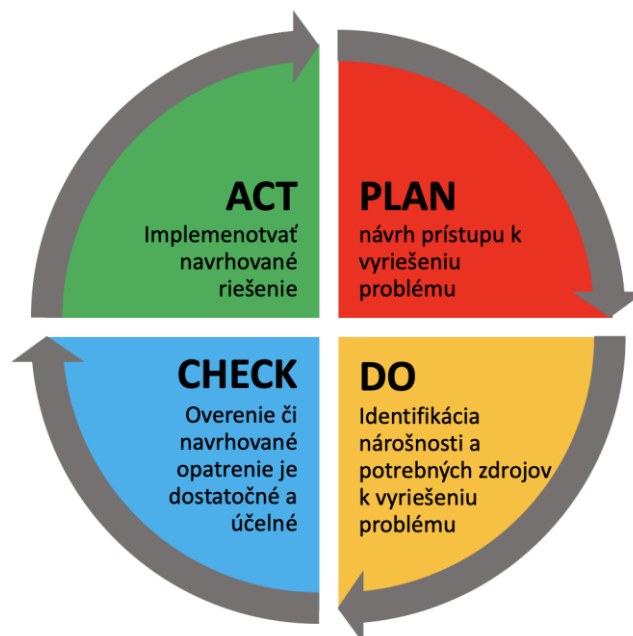 ACT
Implemenotvať
navrhované
riešenie
PLAN
návrh prístupu k
vyriešeniu
problému
CHECK
Overenie či
navrhované
opatrenie je
dostatočné a
účelné
DO
Identifikácia
nárošnosti a
potrebných zdrojov
k vyriešeniu
problému